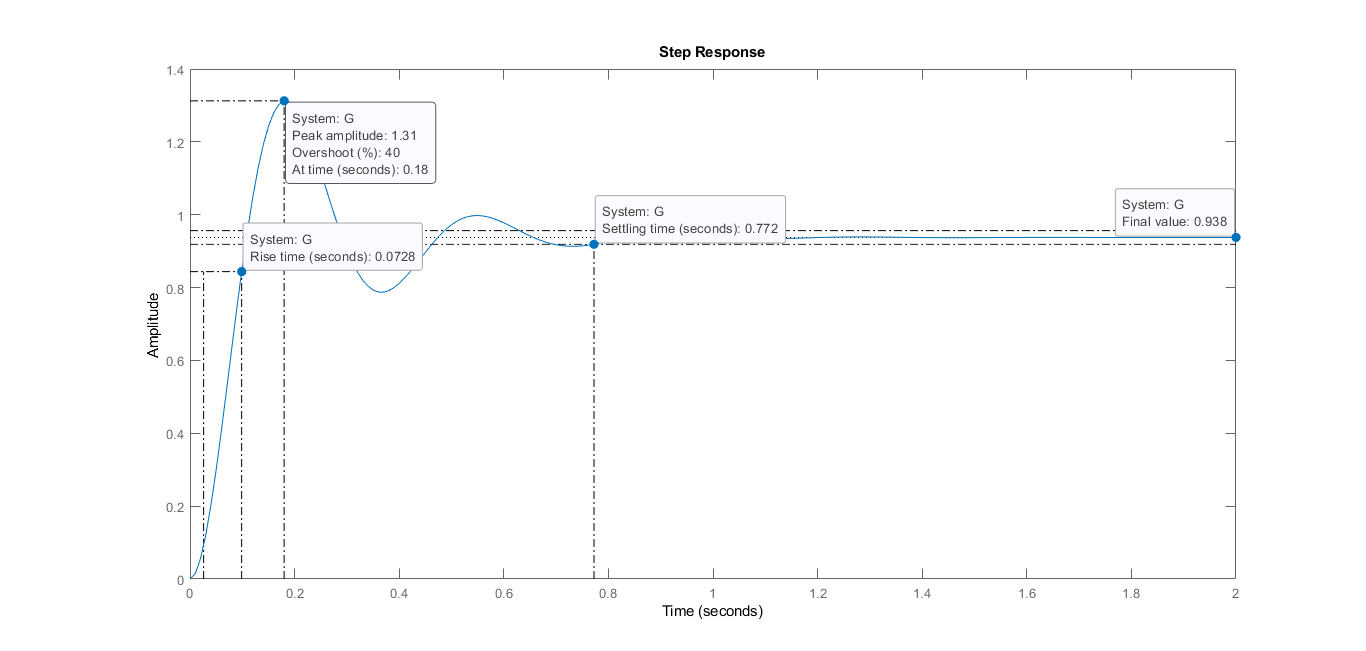 Step Response
1.4
1.2
1
0.8
0.6
0.4
0.2
0
Amplitude
System: G
Peak amplitude: 1.31
Overshoot (%): 40
At time (seconds): 0.18
System: G
Rise time (seconds): 0.0728
System: G
Settling time (seconds): 0.772
System: G
Final value: 0.938
0 0.2 0.4 0.6 0.8 1 1.2 1.4 1.6 1.8 2
Time (seconds)